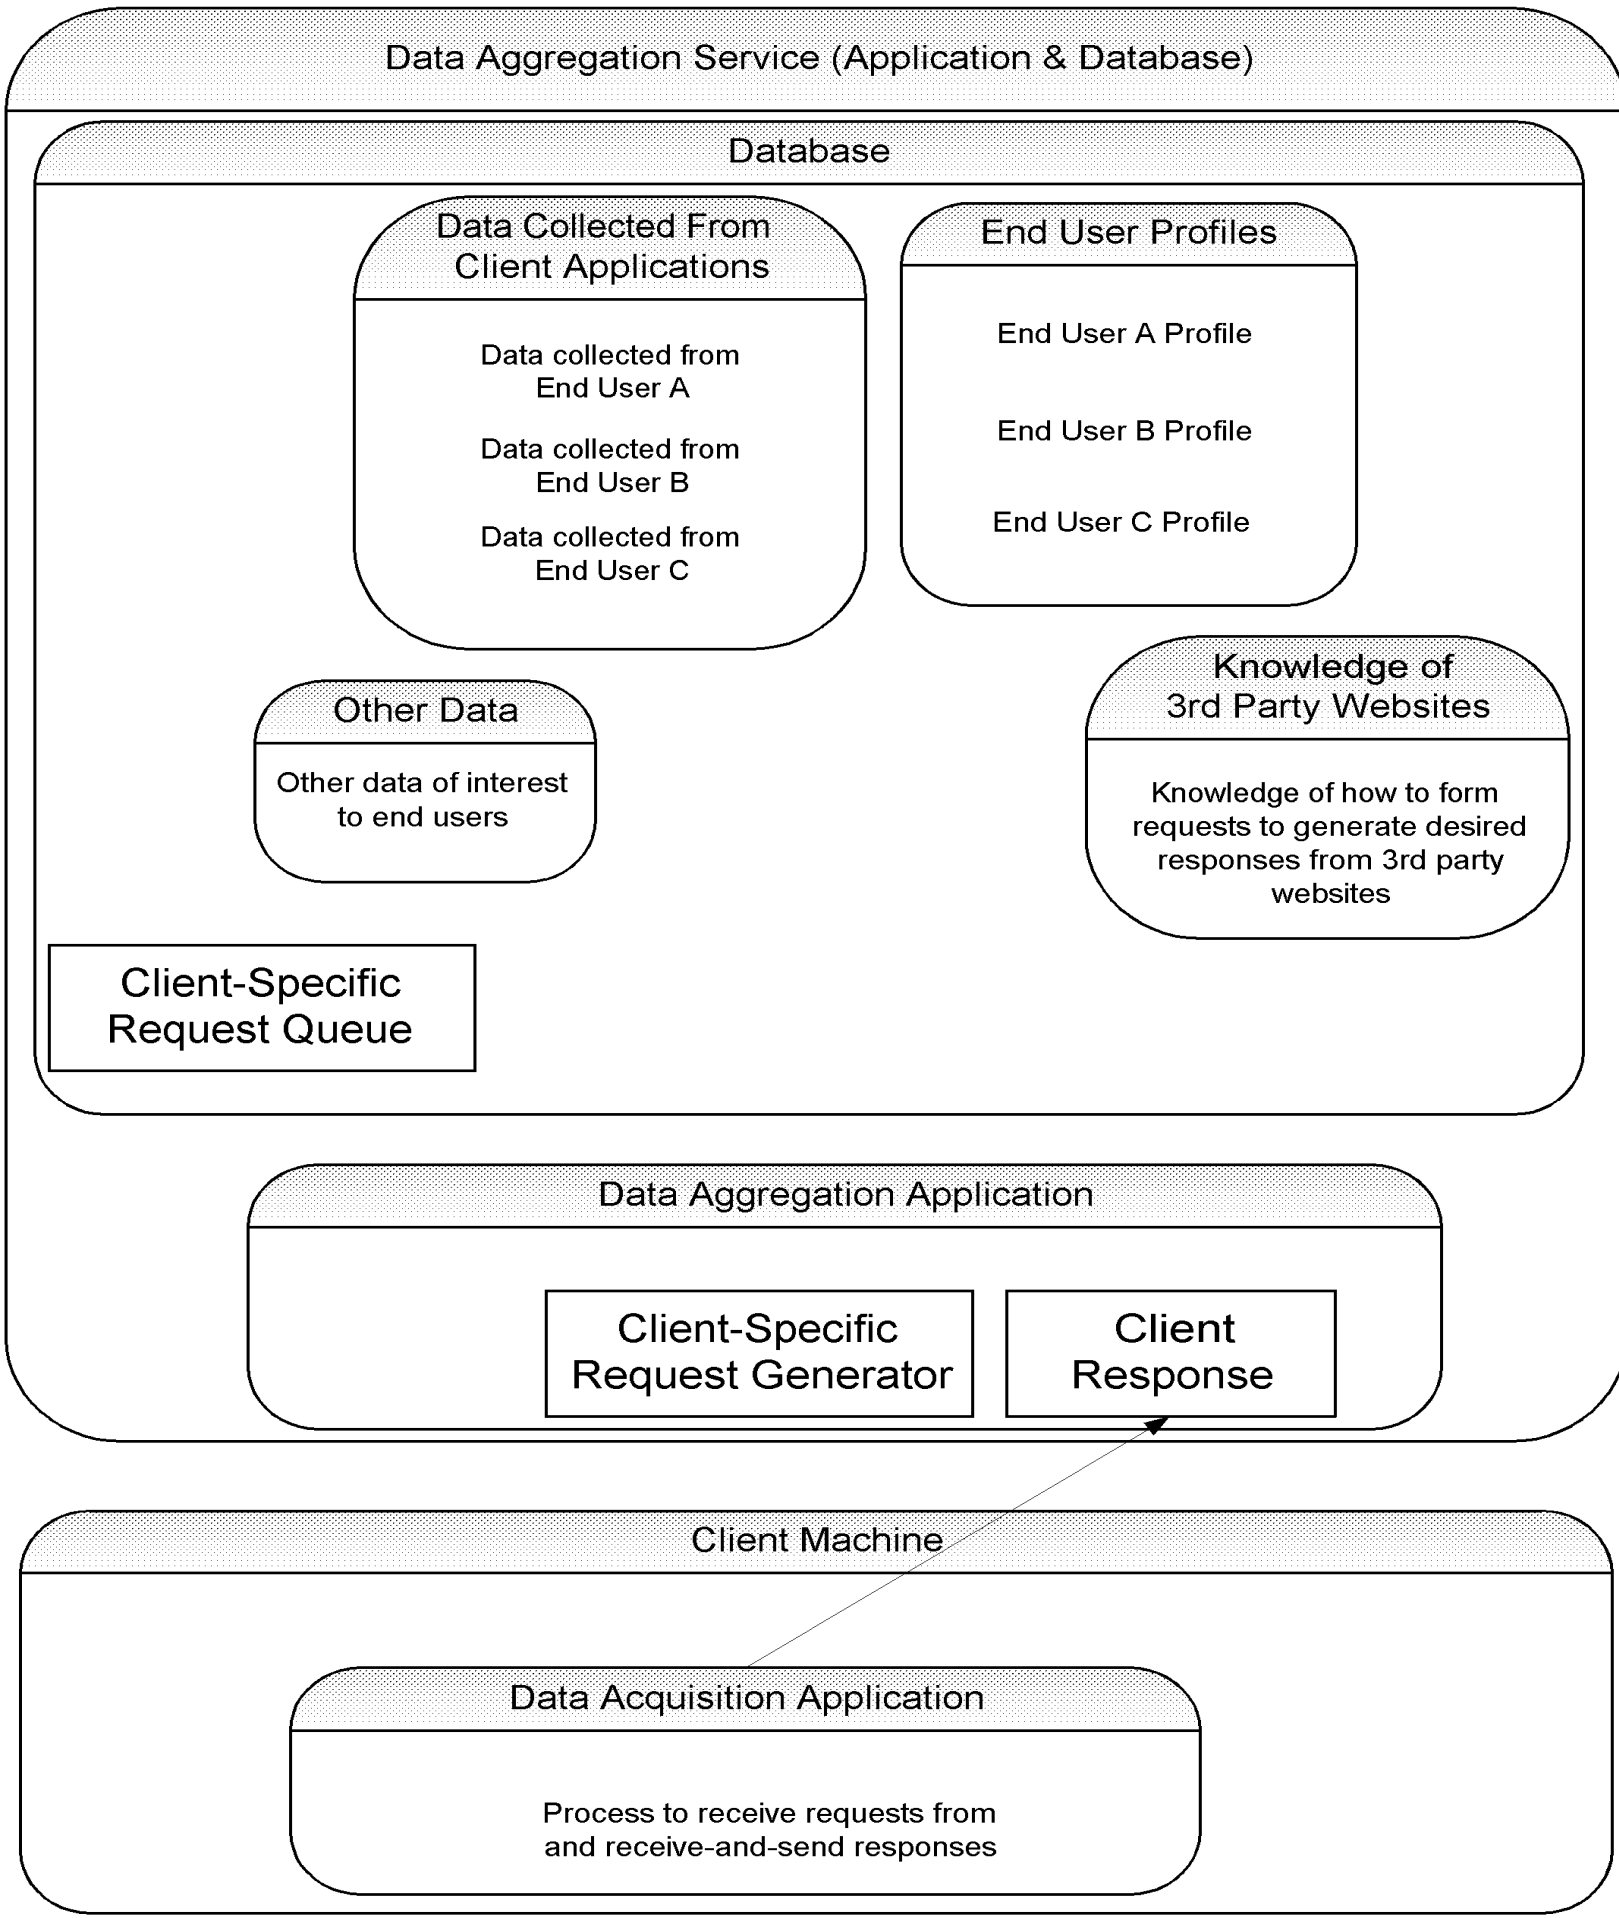 Data Aggregation Service (Application & Database)
Database
Data Collected From
Client Applications
Data collected from
End User A
Data collected from
End User B
Data collected from
End User C
End User Profiles
End User A Profile
End User B Profile
End User C Profile
Other Data
Other data of interest
to end users
Knowledge of
3rd Party Websites
Knowledge of how to form
requests to generate desired
responses from 3rd party
websites
Client-Specific
Request Queue
Data Aggregation Application
Client-Specific
Request Generator
Client
Response
Client Machine
Data Acquisition Application
Process to receive requests from
and receive-and-send responses